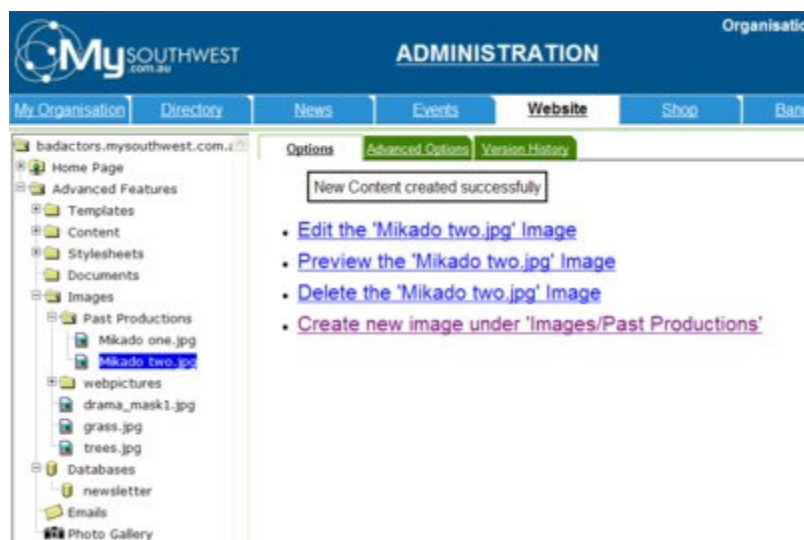 MySOUTHWEST
.com.au
ADMINISTRATION
Organisatio
My Organisation Directory News Events Website Shop Ban
badactors.mysouthwest.com.a
Home Page
Advanced Features
Templates
Content
Stylesheets
Documents
Images
Past Productions
Mikado one.jpg
Mikado two.jpg
webpictures
drama_mask1.jpg
grass.jpg
trees.jpg
Databases
newsletter
Emails
Photo Gallery
Options Advanced Options Version History
New Content created successfully
Edit the 'Mikado two.jpg' Image
Preview the 'Mikado two.jpg' Image
Delete the 'Mikado two.jpg' Image
Create new image under 'Images/Past Productions'